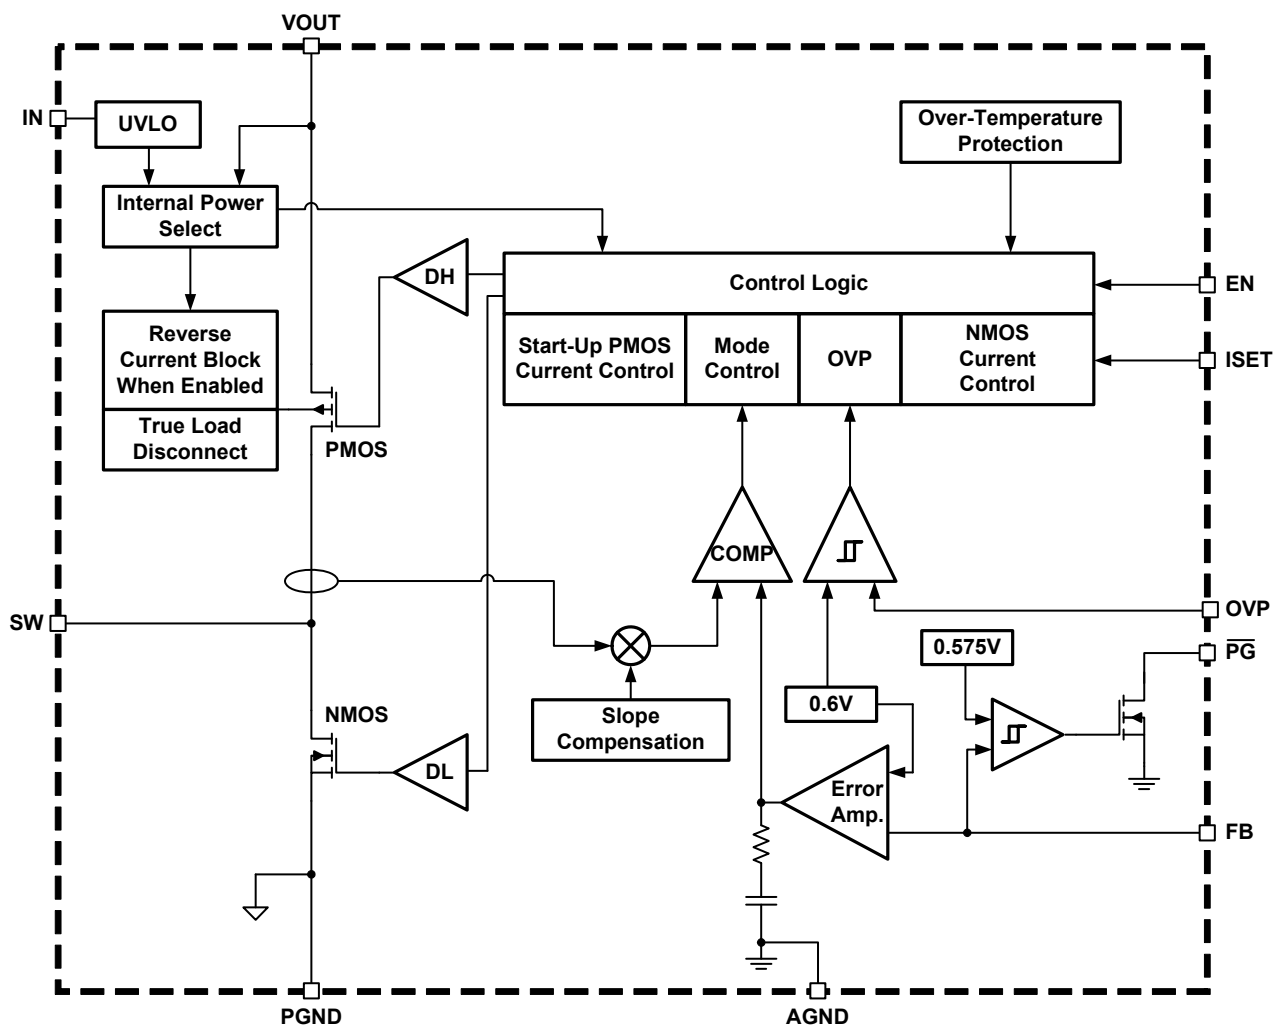 VOUT
IN
UVLO
Over-Temperature
Protection
Internal Power
Select
DH
Control Logic
EN
Reverse
Current Block
When Enabled
Start-Up PMOS
Current Control
Mode
Control
OVP
NMOS
Current
Control
ISET
True Load
Disconnect
PMOS
COMP
SW
OVP
0.575V
PG
0.6V
NMOS
Slope
Compensation
DL
Error
Amp.
FB
PGND
AGND